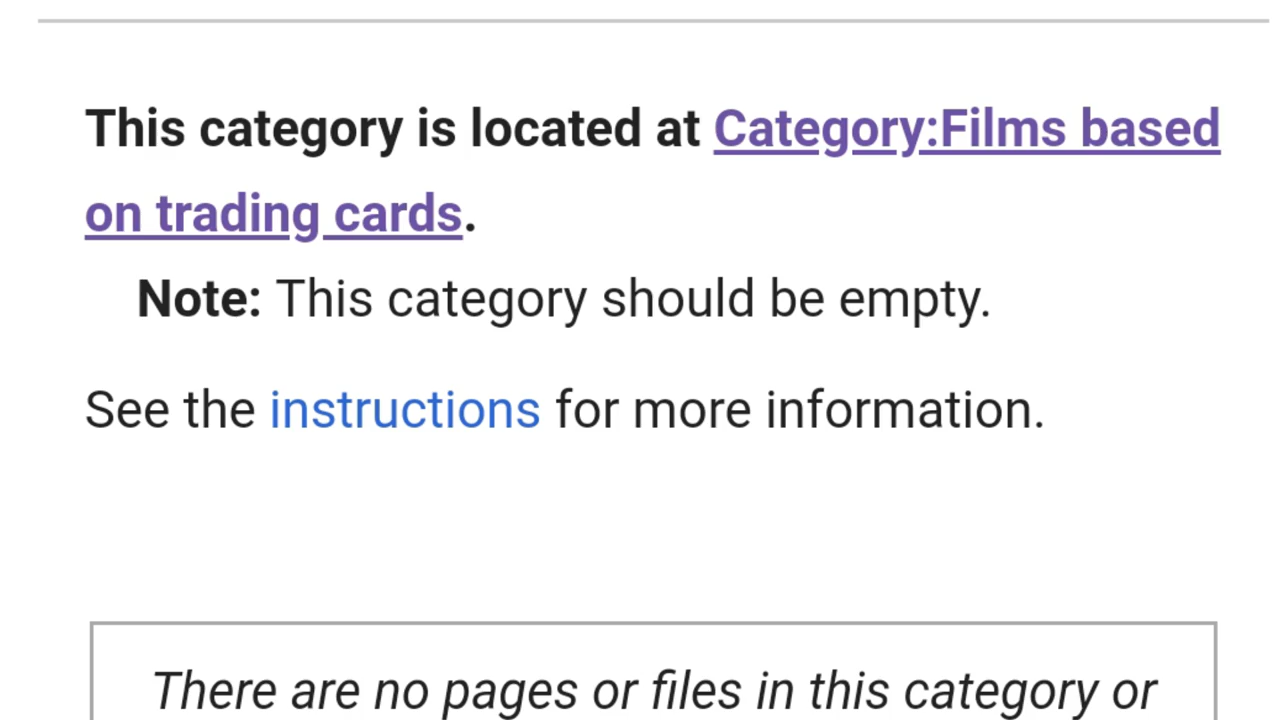 This category is located at Category:Films based
on trading cards.
Note: This category should be empty.
See the instructions for more information.
There are no pages or files in this category or